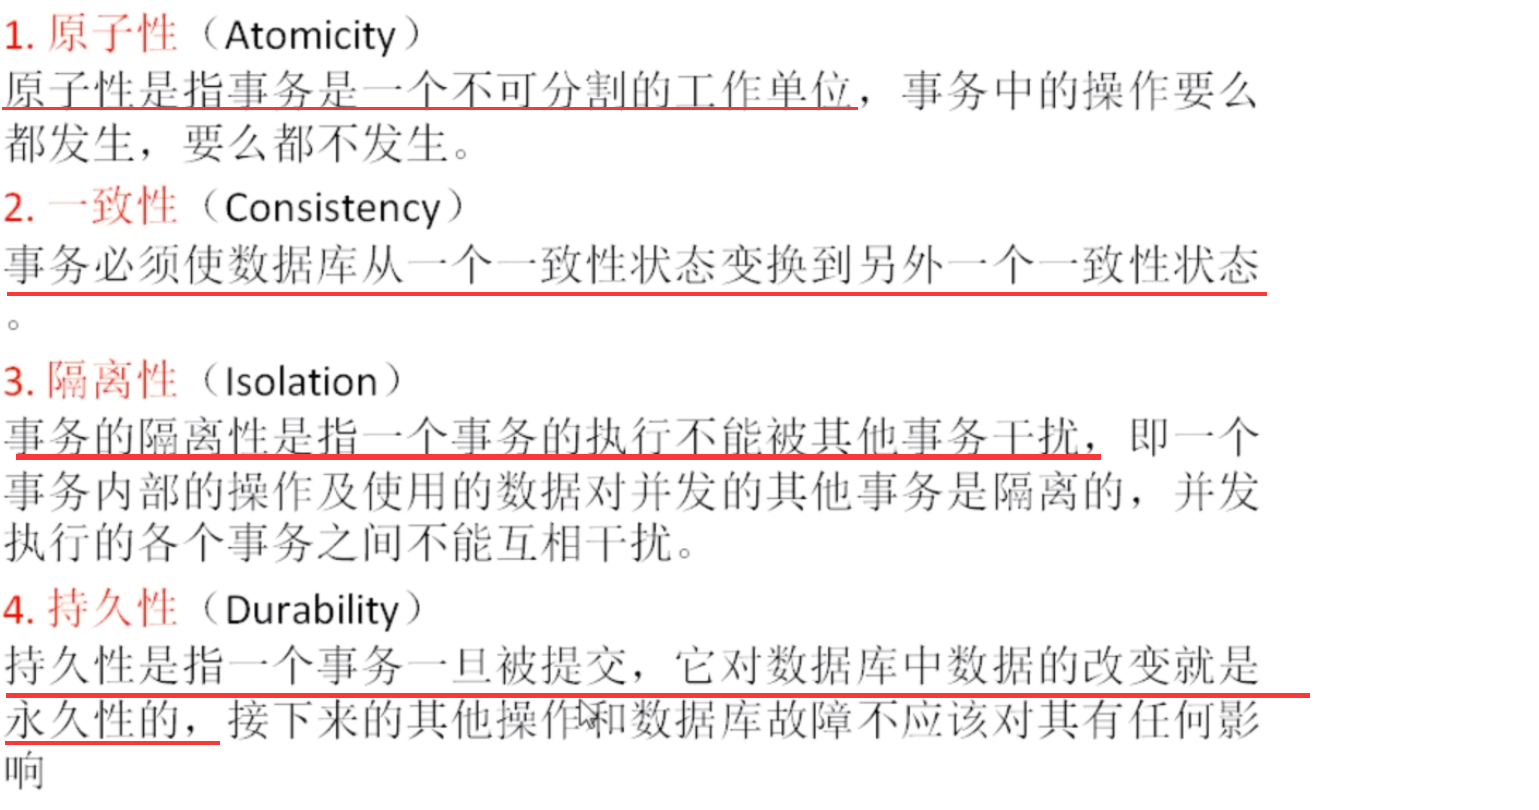 1. 原子性（Atomicity）
原子性是指事务是一个不可分割的工作单位，事务中的操作要么
都发生，要么都不发生。
2. 一致性（Consistency）
事务必须使数据库从一个一致性状态变换到另外一个一致性状态
。
3. 隔离性（Isolation）
事务的隔离性是指一个事务的执行不能被其他事务干扰，即一个
事务内部的操作及使用的数据对并发的其他事务是隔离的，并发
执行的各个事务之间不能互相干扰。
4. 持久性（Durability）
持久性是指一个事务一旦被提交，它对数据库中数据的改变就是
永久性的，接下来的其他操作和数据库故障不应该对其有任何影
响